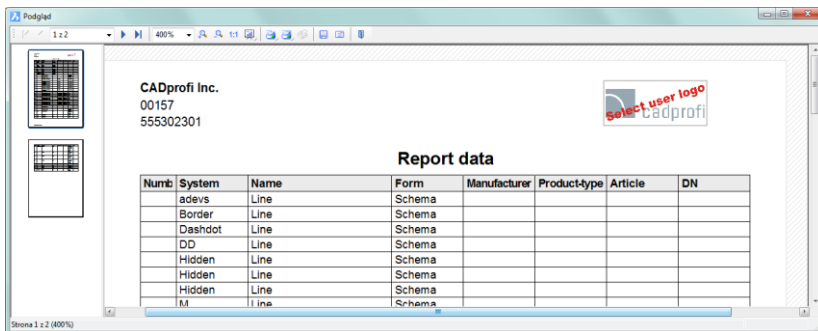 Podgląd
1 z 2 400% 1:1
CADprofi Inc.
00157
555302301
Select user logo
cadprofi
Report data
Numb System Name Form Manufacturer Product-type Article DN
adevs Line Schema
Border Line Schema
Dashdot Line Schema
DD Line Schema
Hidden Line Schema
Hidden Line Schema
Hidden Line Schema
M Line Schema
Strona 1 z 2 (400%)